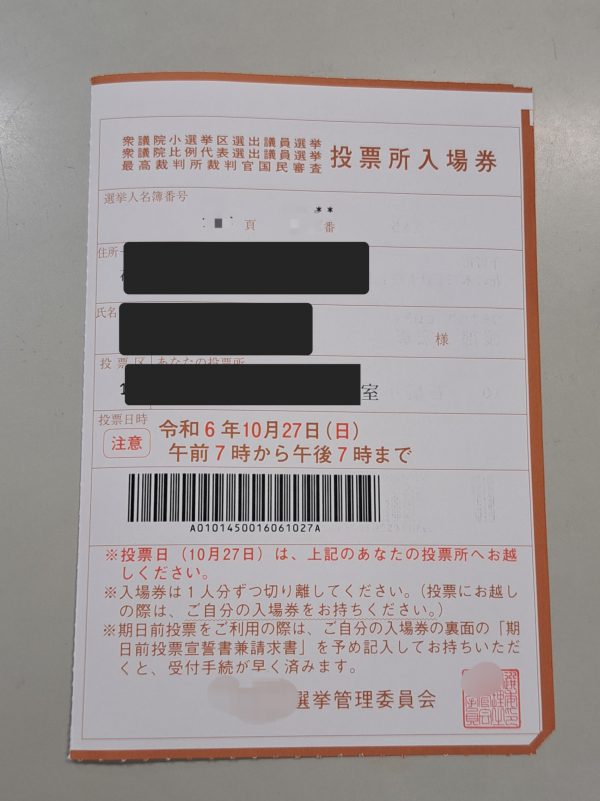 衆議院小選挙区選出議員選挙
衆議院比例代表選出議員選挙
最高裁判所裁判官国民審査
投票所入場券
選挙人名簿番号
頁 番
**
住所
氏名
様
投票区 あなたの投票所
室
投票日時
注意
令和6年10月27日(日)
午前7時から午後7時まで
A0101450016061027A
※投票日(10月27日)は、上記のあなたの投票所へお越
しください。
※入場券は1人分ずつ切り離してください。(投票にお越し
の際は、ご自分の入場券をお持ちください。)
※期日前投票をご利用の際は、ご自分の入場券の裏面の「期
日前投票宣誓書兼請求書」を予め記入してお持ちいただ
くと、受付手続が早く済みます。
選挙管理委員会